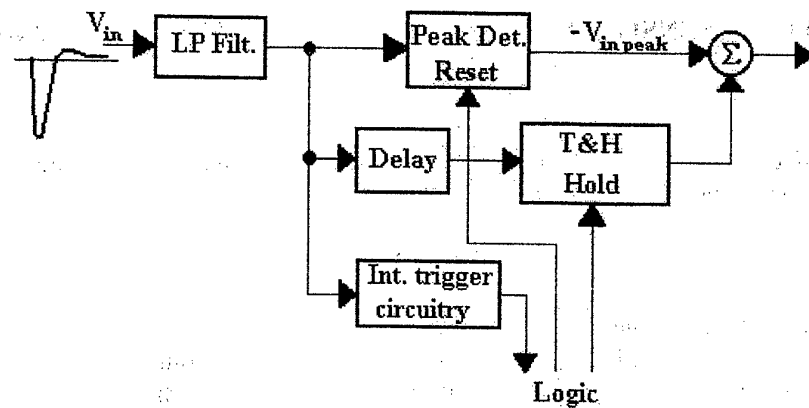 V_in
LP Filt.
Peak Det.
Reset
-V_in peak
Σ
Delay
T&H
Hold
Int. trigger
circuitry
Logic